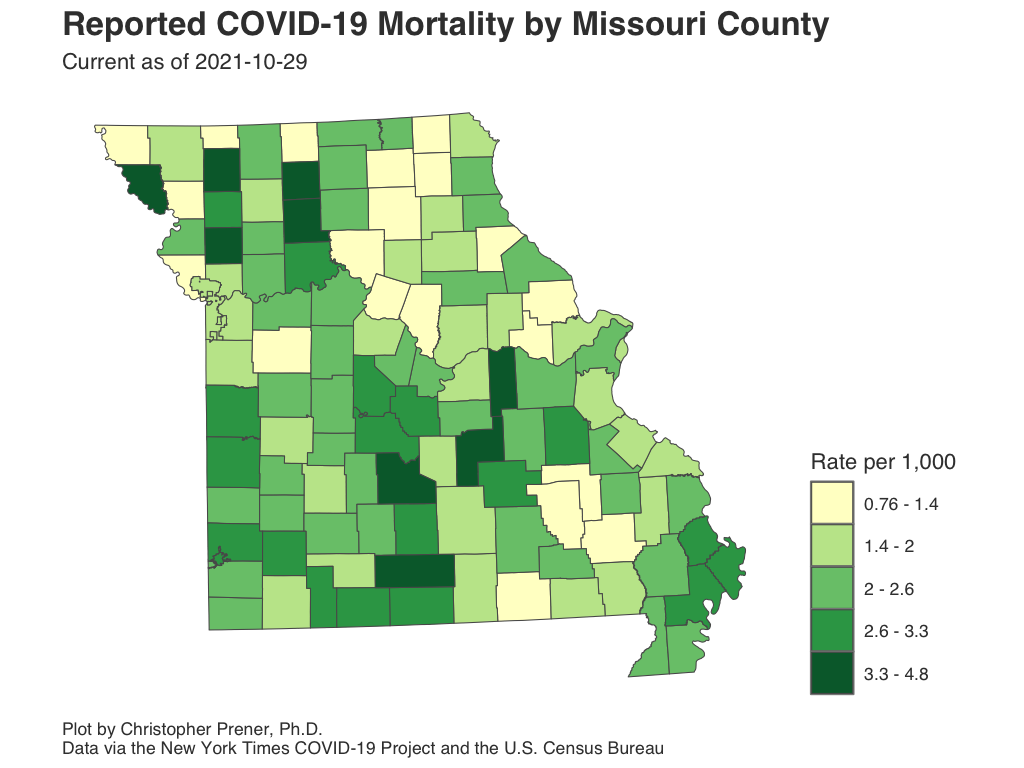 Reported COVID-19 Mortality by Missouri County
Current as of 2021-10-29
Rate per 1,000
0.76 - 1.4
1.4 - 2
2 - 2.6
2.6 - 3.3
3.3 - 4.8
Plot by Christopher Prener, Ph.D.
Data via the New York Times COVID-19 Project and the U.S. Census Bureau